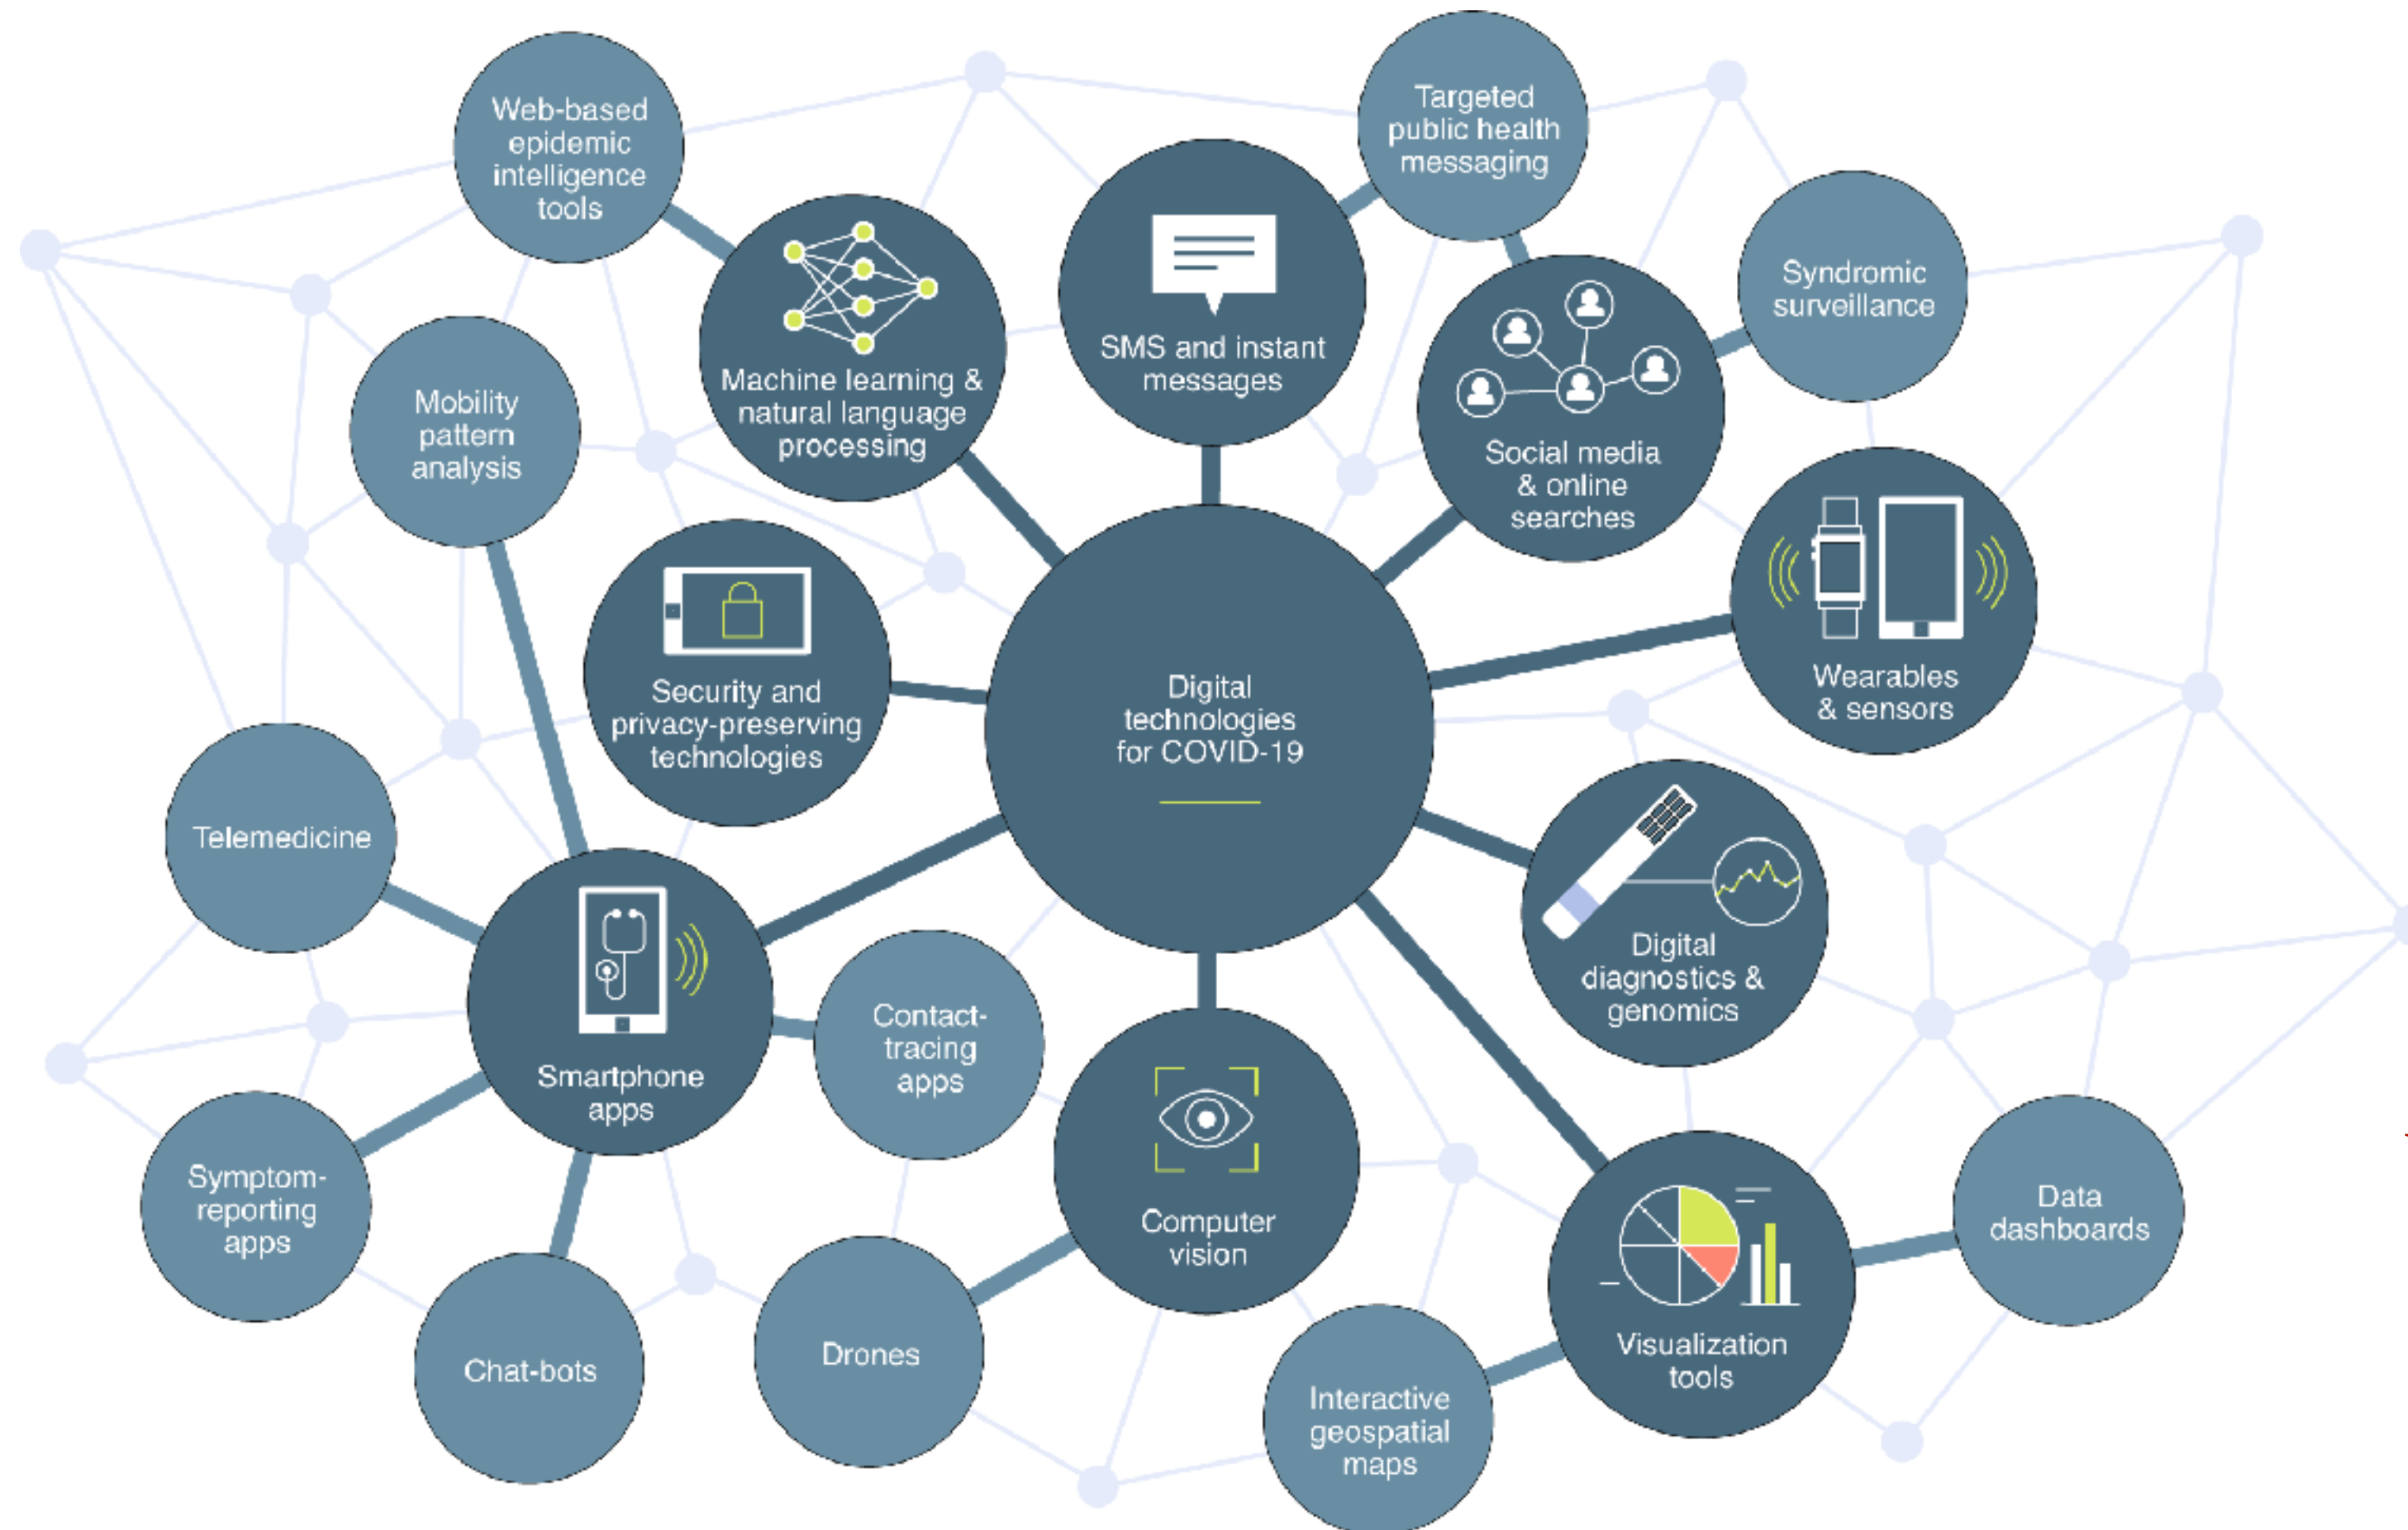 Web-based
epidemic
intelligence
tools
Targeted
public health
messaging
Syndromic
surveillance
SMS and instant
messages
Machine learning &
natural language
processing
Mobility
pattern
analysis
Social media
& online
searches
Wearables
& sensors
Security and
privacy-preserving
technologies
Digital
technologies
for COVID-19
Telemedicine
Digital
diagnostics &
genomics
Contact-
tracing
apps
Smartphone
apps
Symptom-
reporting
apps
Computer
vision
Data
dashboards
Chat-bots
Drones
Visualization
tools
Interactive
geospatial
maps